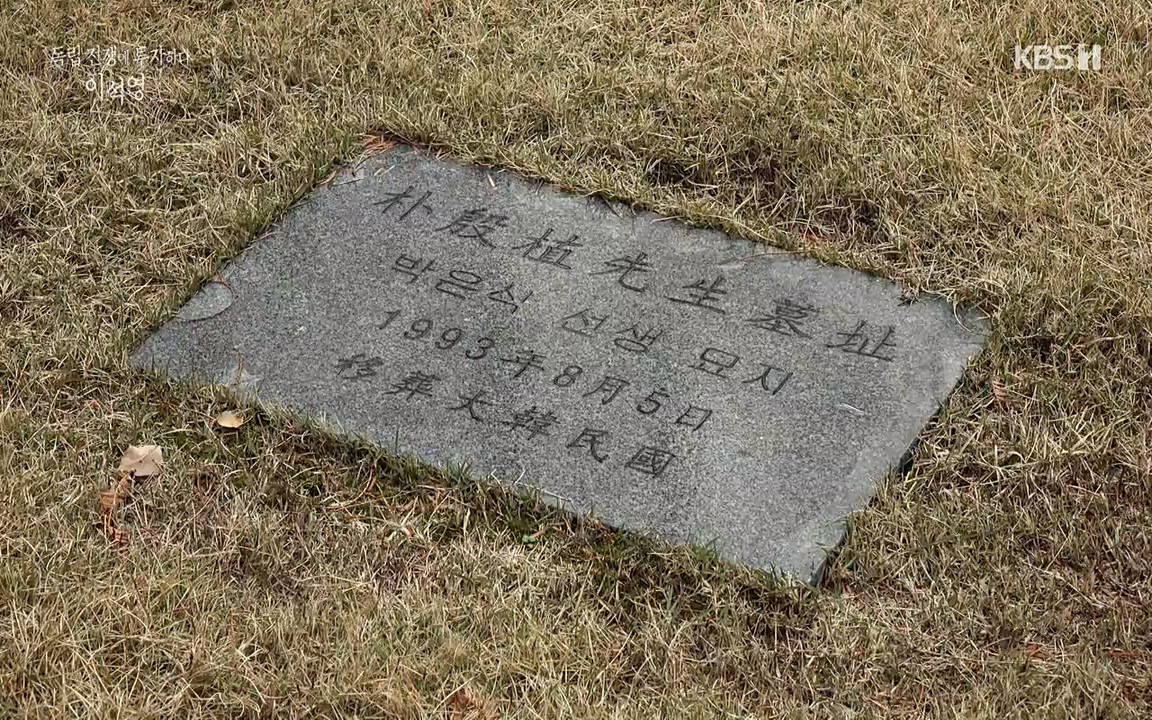 독립전쟁에 투자하다
이석영
KBS1
朴殷植先生墓址
박은식 선생 묘지
1993年8月5日
移葬大韓民國